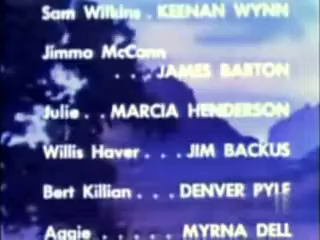 Sam Wilkins . KEENAN WYNN
Jimmo McCann
. . . JAMES BARTON
Julie . . MARCIA HENDERSON
Willis Haver . . . JIM BACKUS
Bert Killian . . . DENVER PYLE
Aggie . . . . . MYRNA DELL